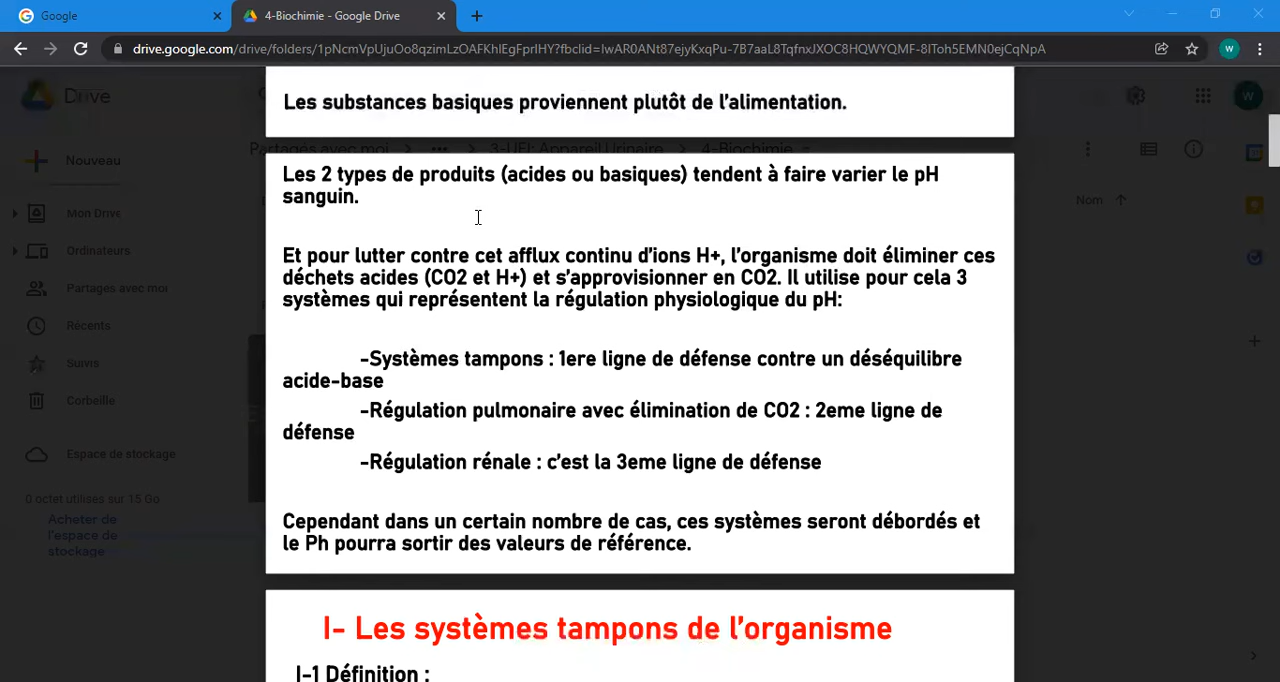 Google
4-Biochimie - Google Drive
drive.google.com/drive/folders/1pNcmVpUjuOo8qzimLzOAFKhlEgFprIHY?fbclid=IwAR0ANt87ejyKxqPu-7B7aaL8TqfnxJXOC8HQWYQMF-8IToh5EMN0ejCqNpA
W
Drive
W
Les substances basiques proviennent plutôt de l'alimentation.
Partagés avec moi
3-UEI: Appareil Urinaire
4-Biochimie
Nouveau
Nom
Mon Drive
Ordinateurs
Partagés avec moi
Récents
Suivis
Corbeille
Espace de stockage
0 octet utilisés sur 15 Go
Acheter de
l'espace de
stockage
Les 2 types de produits (acides ou basiques) tendent à faire varier le pH
sanguin.
Et pour lutter contre cet afflux continu d'ions H+, l'organisme doit éliminer ces
déchets acides (CO2 et H+) et s'approvisionner en CO2. Il utilise pour cela 3
systèmes qui représentent la régulation physiologique du pH:
-Systèmes tampons : 1ere ligne de défense contre un déséquilibre
acide-base
-Régulation pulmonaire avec élimination de CO2 : 2eme ligne de
défense
-Régulation rénale : c'est la 3eme ligne de défense
Cependant dans un certain nombre de cas, ces systèmes seront débordés et
le Ph pourra sortir des valeurs de référence.
I- Les systèmes tampons de l'organisme
I-1 Définition :